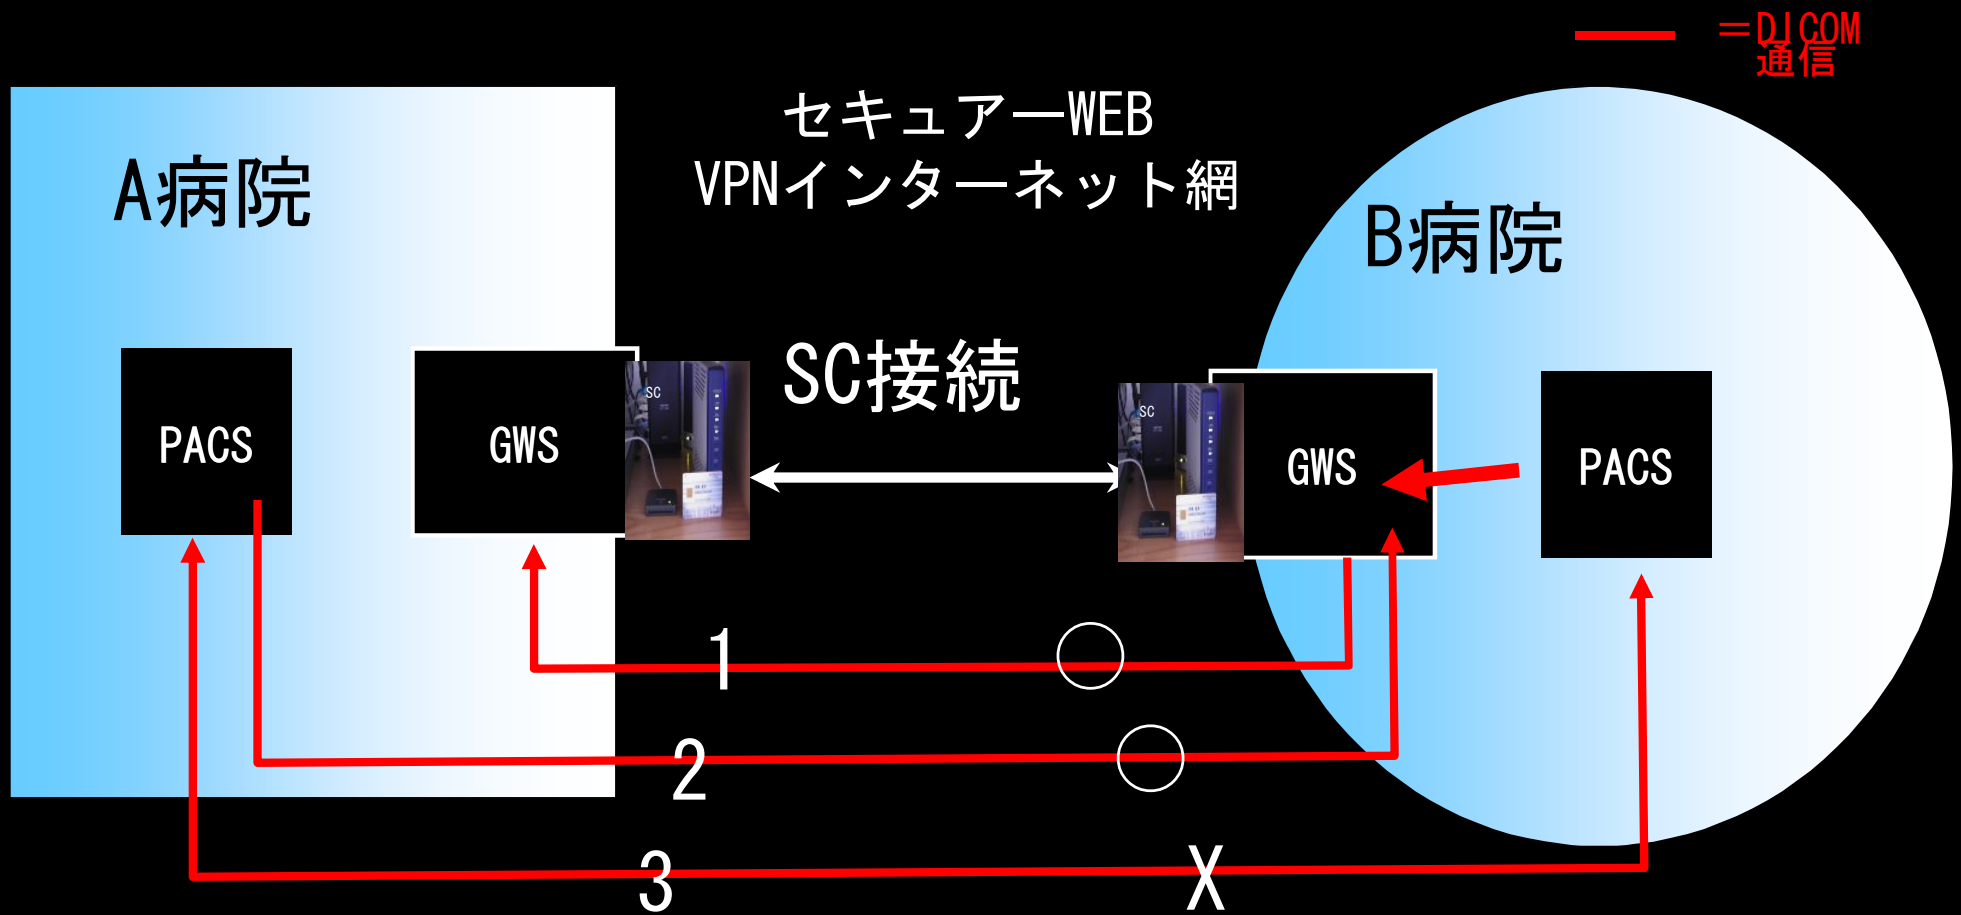 ＝DICOM
通信
セキュアーWEB
VPNインターネット網
A病院
B病院
SC接続
SC
SC
PACS
GWS
GWS
PACS
1
2
3
X